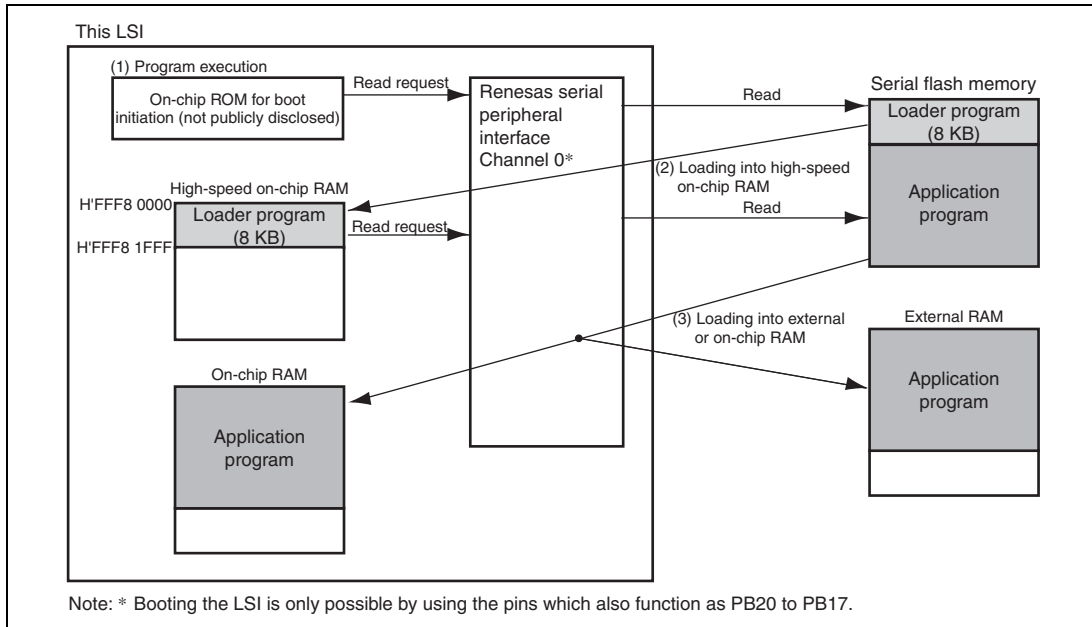 This LSI
(1) Program execution
On-chip ROM for boot
initiation (not publicly disclosed)
Read request
Renesas serial
peripheral
interface
Channel 0*
Read
Serial flash memory
Loader program
(8 KB)
Application
program
(2) Loading into high-speed
on-chip RAM
Read
High-speed on-chip RAM
H'FFF8 0000
Loader program
(8 KB)
H'FFF8 1FFF
Read request
(3) Loading into external
or on-chip RAM
On-chip RAM
Application
program
External RAM
Application
program
Note: * Booting the LSI is only possible by using the pins which also function as PB20 to PB17.